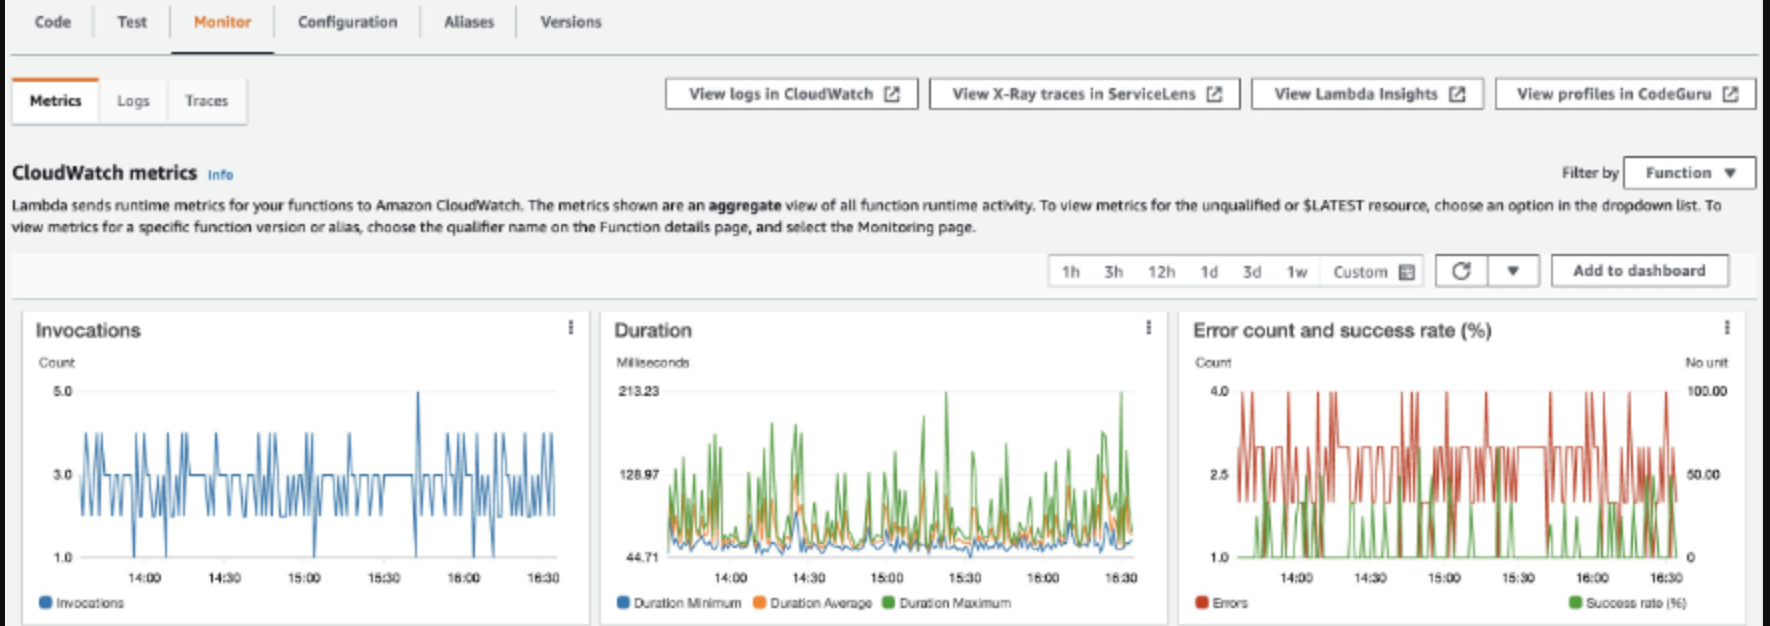 Code Test Monitor Configuration Aliases Versions
Metrics Logs Traces
View logs in CloudWatch View X-Ray traces in ServiceLens View Lambda Insights View profiles in CodeGuru
CloudWatch metrics Info
Filter by Function
Lambda sends runtime metrics for your functions to Amazon CloudWatch. The metrics shown are an aggregate view of all function runtime activity. To view metrics for the unqualified or $LATEST resource, choose an option in the dropdown list. To
view metrics for a specific function version or alias, choose the qualifier name on the Function details page, and select the Monitoring page.
1h 3h 12h 1d 3d 1w Custom
Add to dashboard
Invocations
Count
5.0
3.0
1.0
14:00 14:30 15:00 15:30 16:00 16:30
Invocations
Duration
Milliseconds
213.23
128.97
44.71
14:00 14:30 15:00 15:30 16:00 16:30
Duration Minimum Duration Average Duration Maximum
Error count and success rate (%)
Count No unit
4.0 100.00
2.5 50.00
1.0 0
14:00 14:30 15:00 15:30 16:00 16:30
Errors Success rate (%)